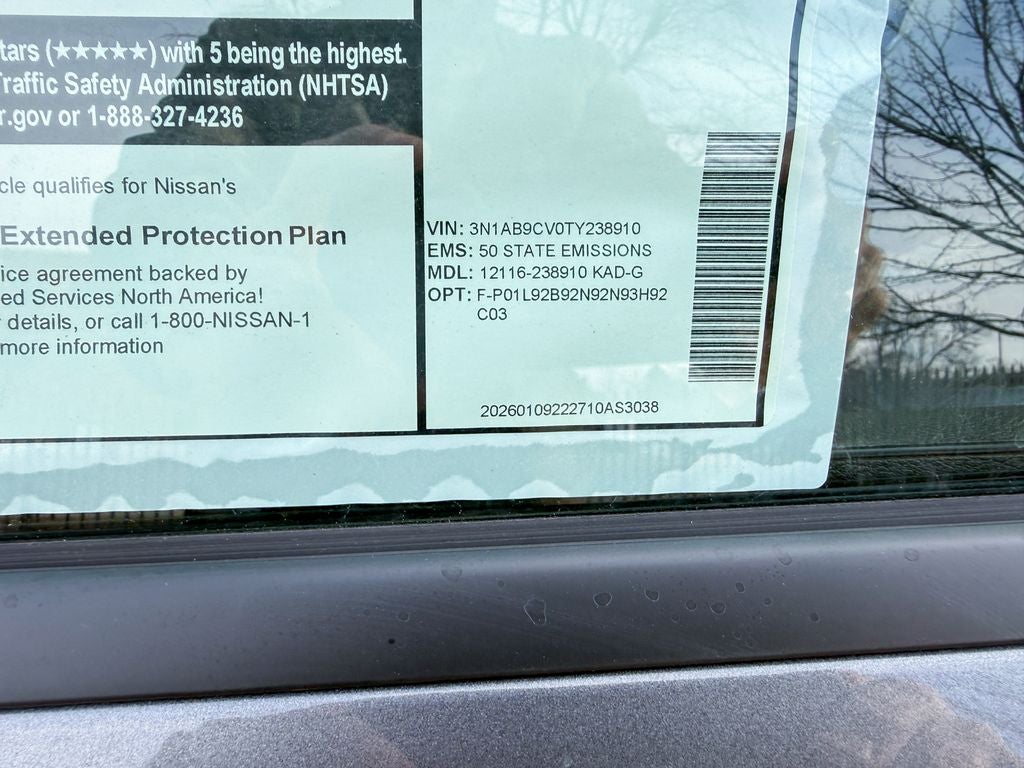 tars (★★★★★) with 5 being the highest.
Traffic Safety Administration (NHTSA)
r.gov or 1-888-327-4236
cle qualifies for Nissan's
Extended Protection Plan
ice agreement backed by
ed Services North America!
r details, or call 1-800-NISSAN-1
more information
VIN: 3N1AB9CV0TY238910
EMS: 50 STATE EMISSIONS
MDL: 12116-238910 KAD-G
OPT: F-P01L92B92N92N93H92
C03
20260109222710AS3038